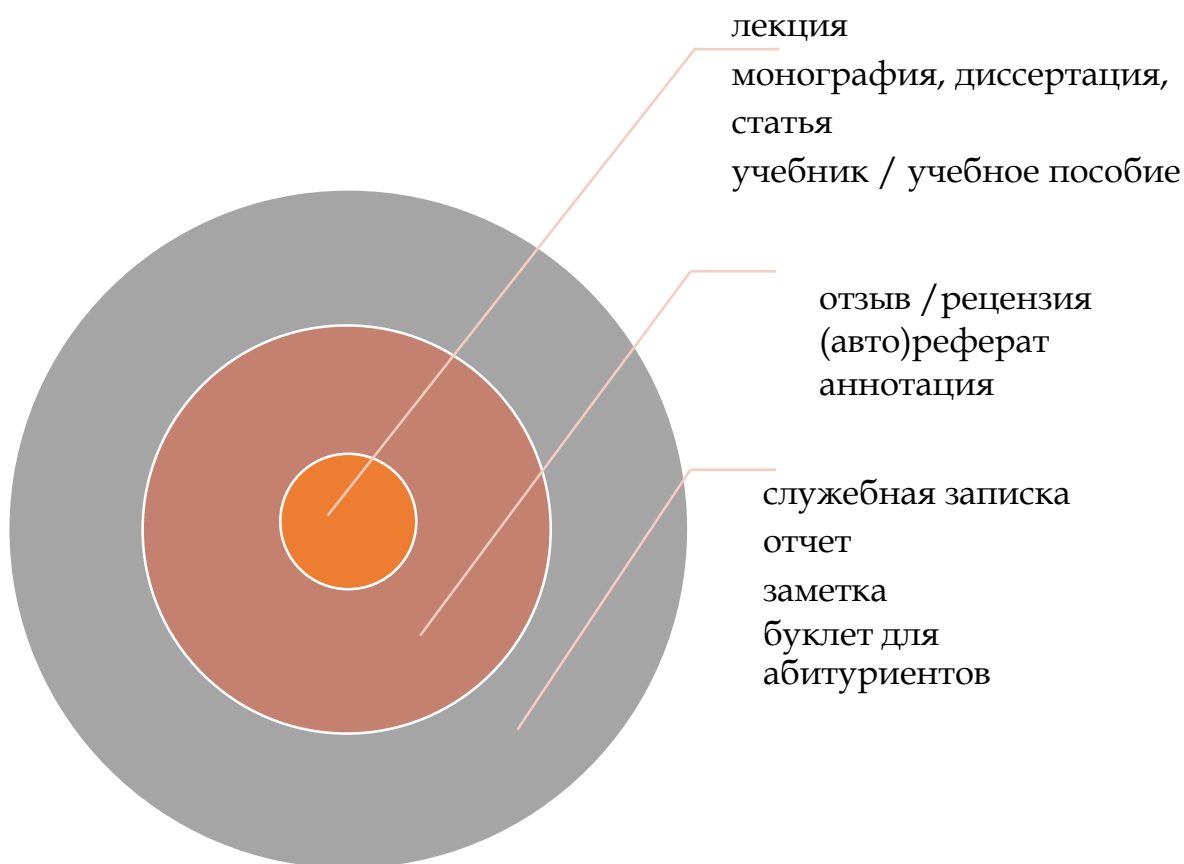 лекция
монография, диссертация,
статья
учебник / учебное пособие
отзыв /рецензия
(авто)реферат
аннотация
служебная записка
отчет
заметка
буклет для
абитуриентов